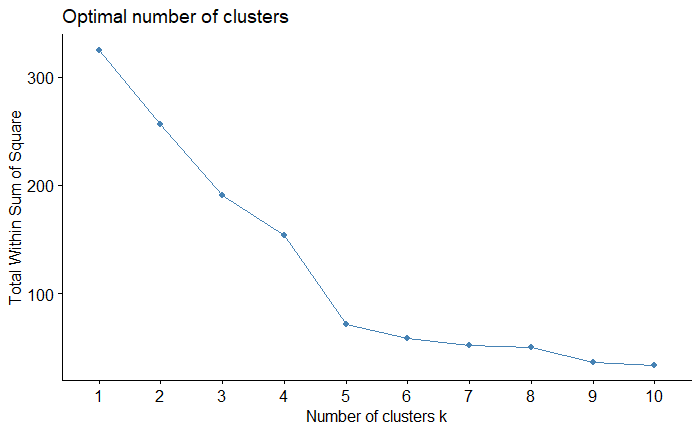 Optimal number of clusters
Total Within Sum of Square
300
200
100
1 2 3 4 5 6 7 8 9 10
Number of clusters k